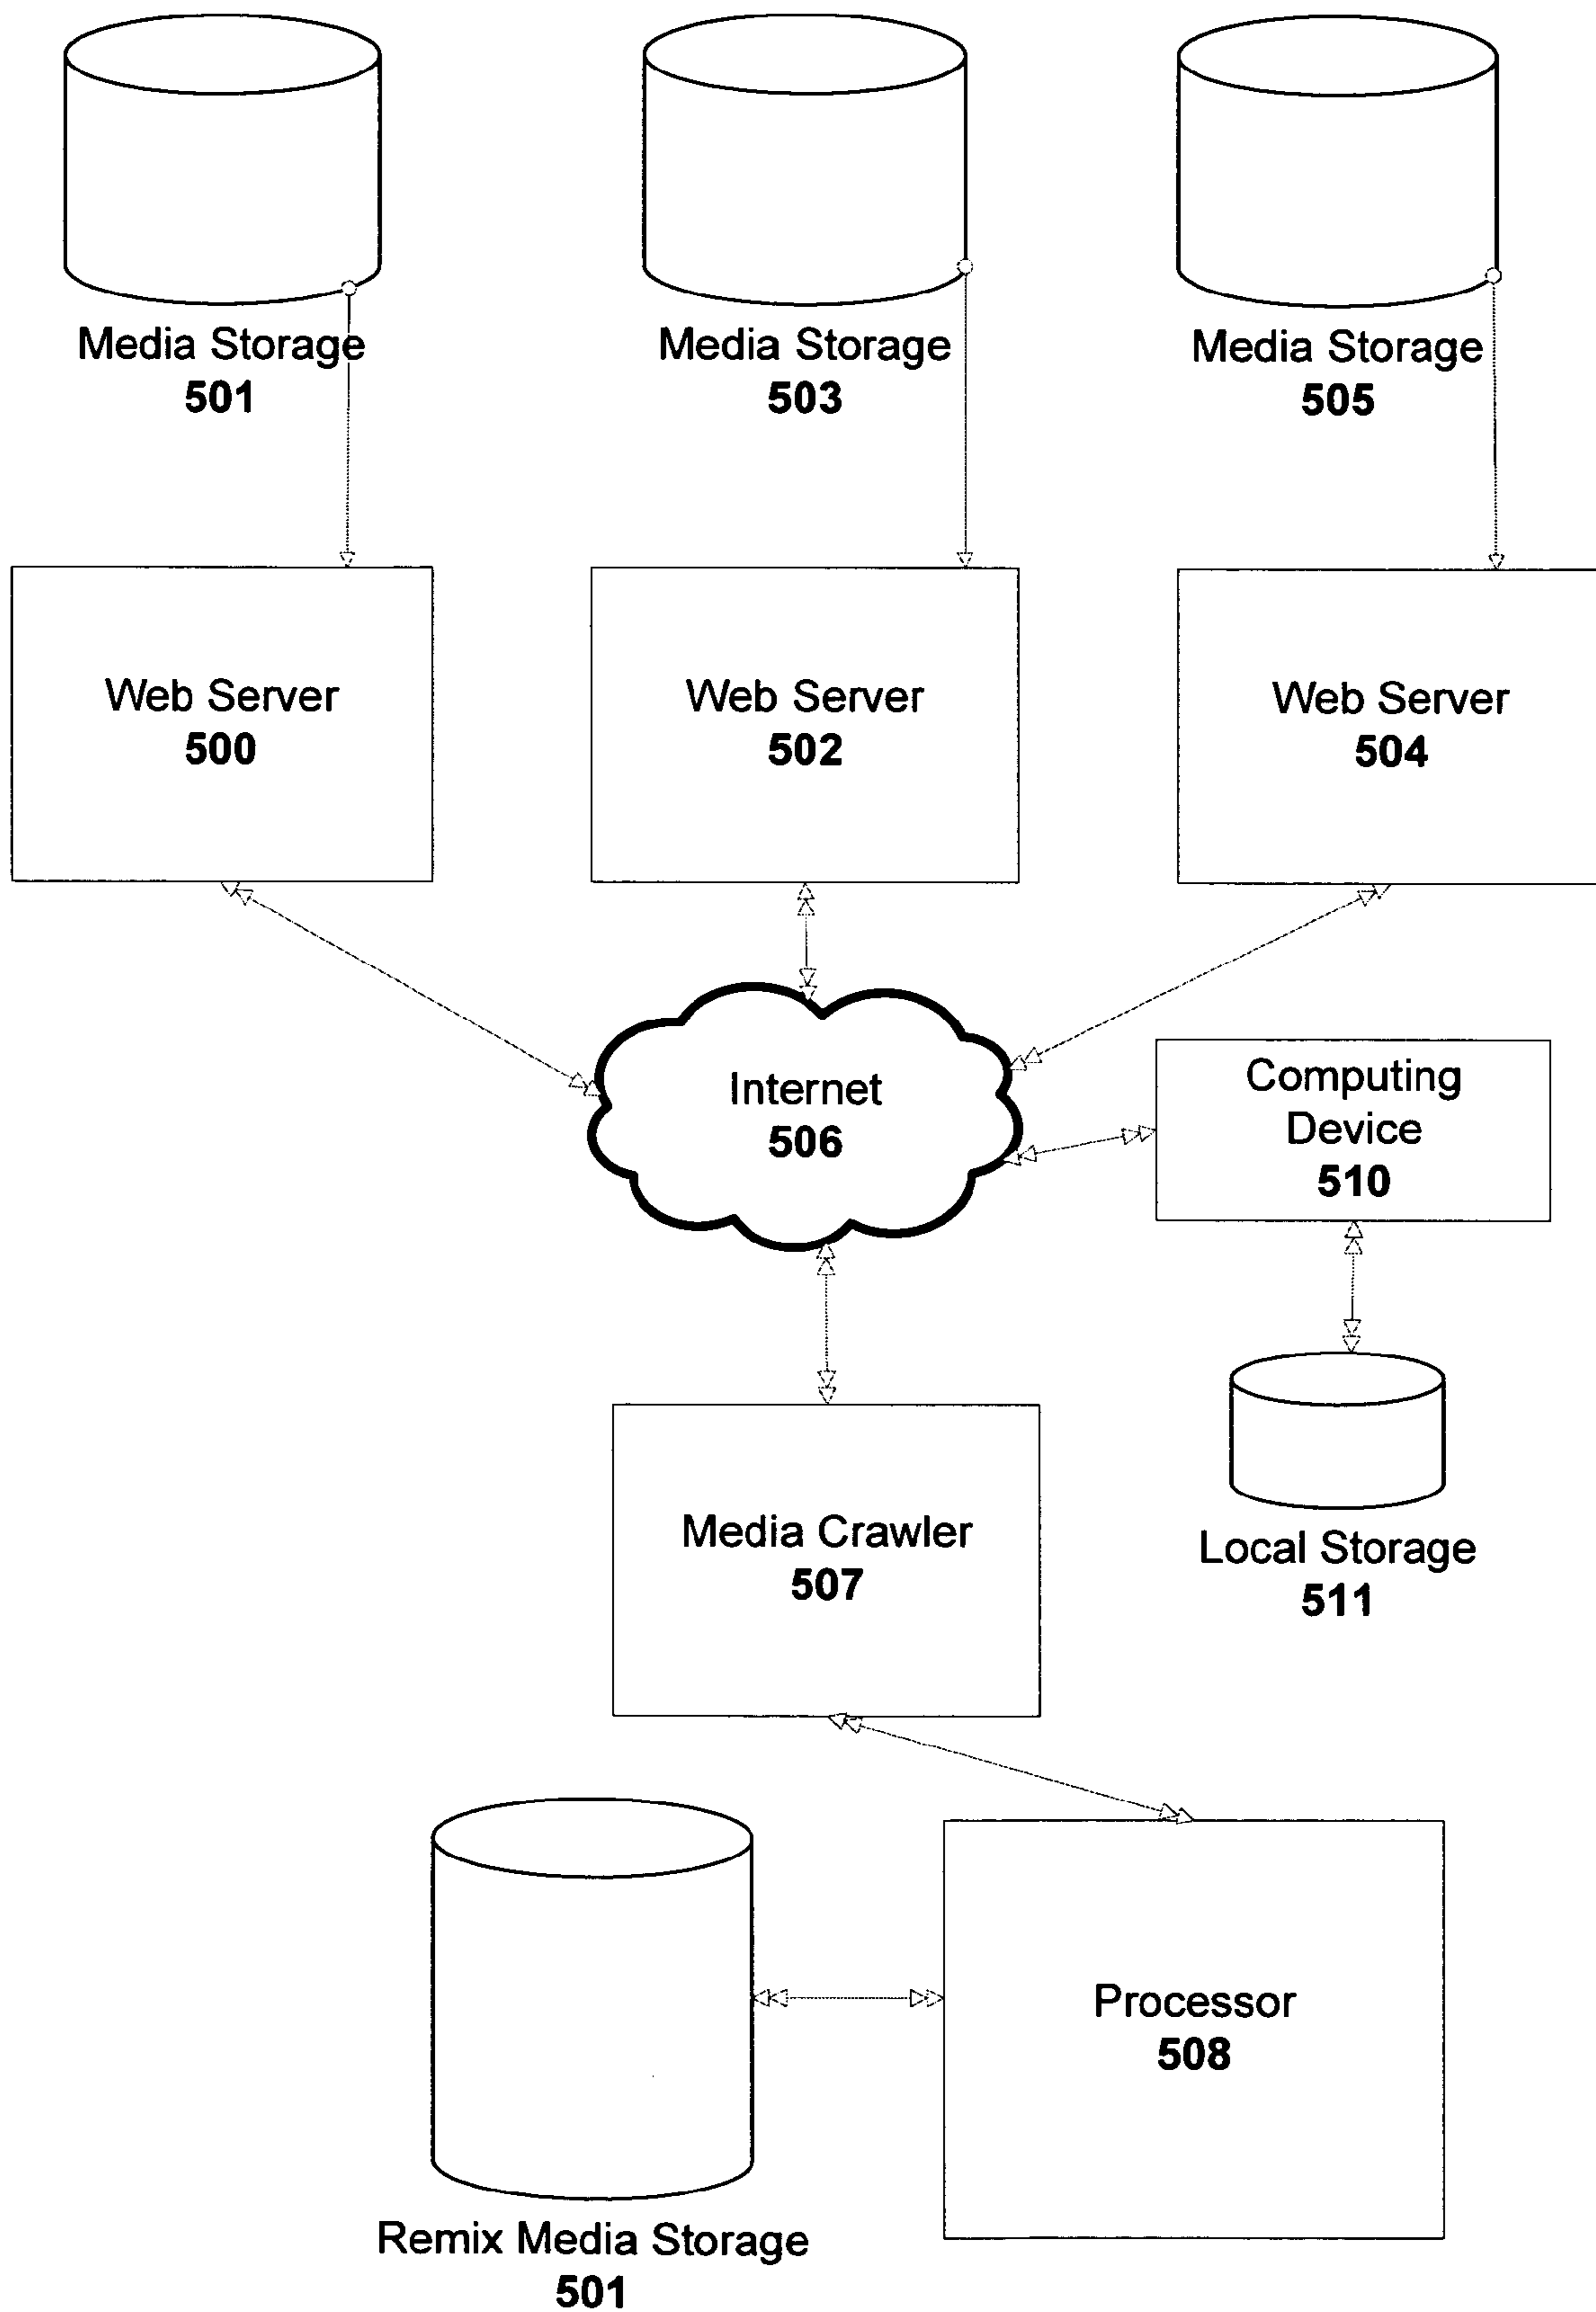 Media Storage
501
Media Storage
503
Media Storage
505
Web Server
500
Web Server
502
Web Server
504
Internet
506
Computing
Device
510
Media Crawler
507
Local Storage
511
Processor
508
Remix Media Storage
501